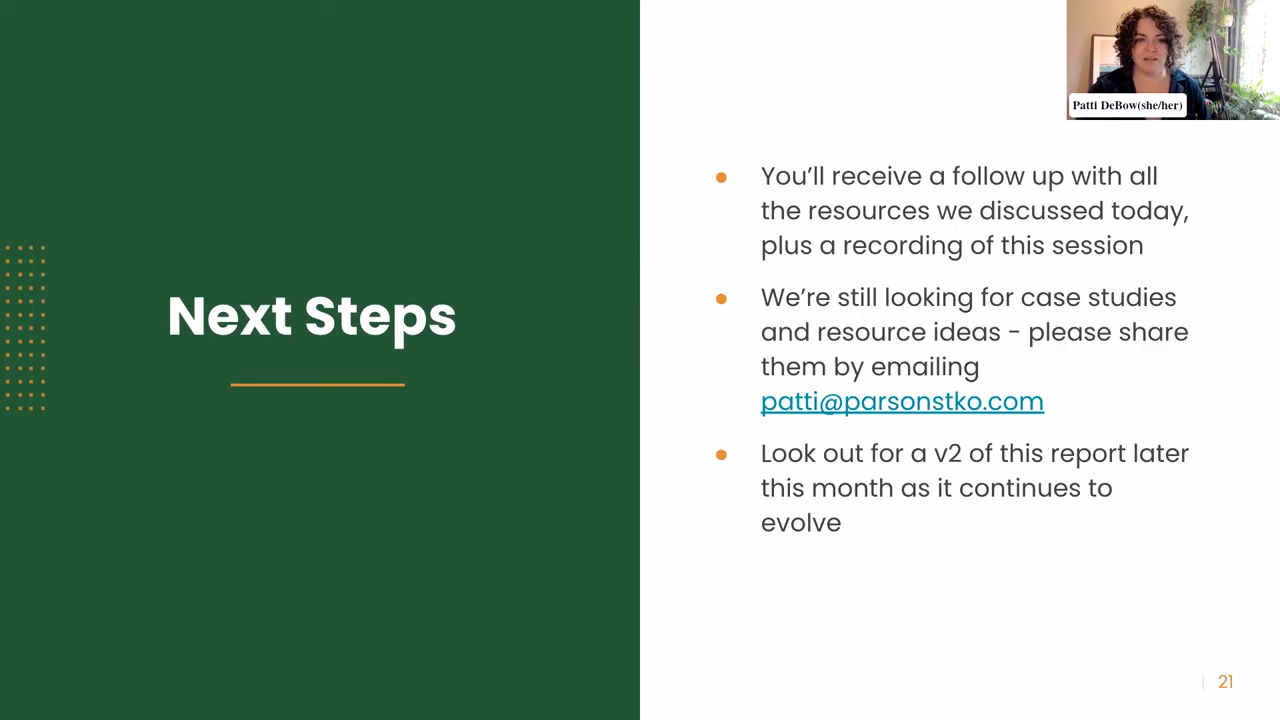 Patti DeBow(she/her)
Next Steps
● You’ll receive a follow up with all
the resources we discussed today,
plus a recording of this session
● We’re still looking for case studies
and resource ideas - please share
them by emailing
patti@parsonstko.com
● Look out for a v2 of this report later
this month as it continues to
evolve
| 21